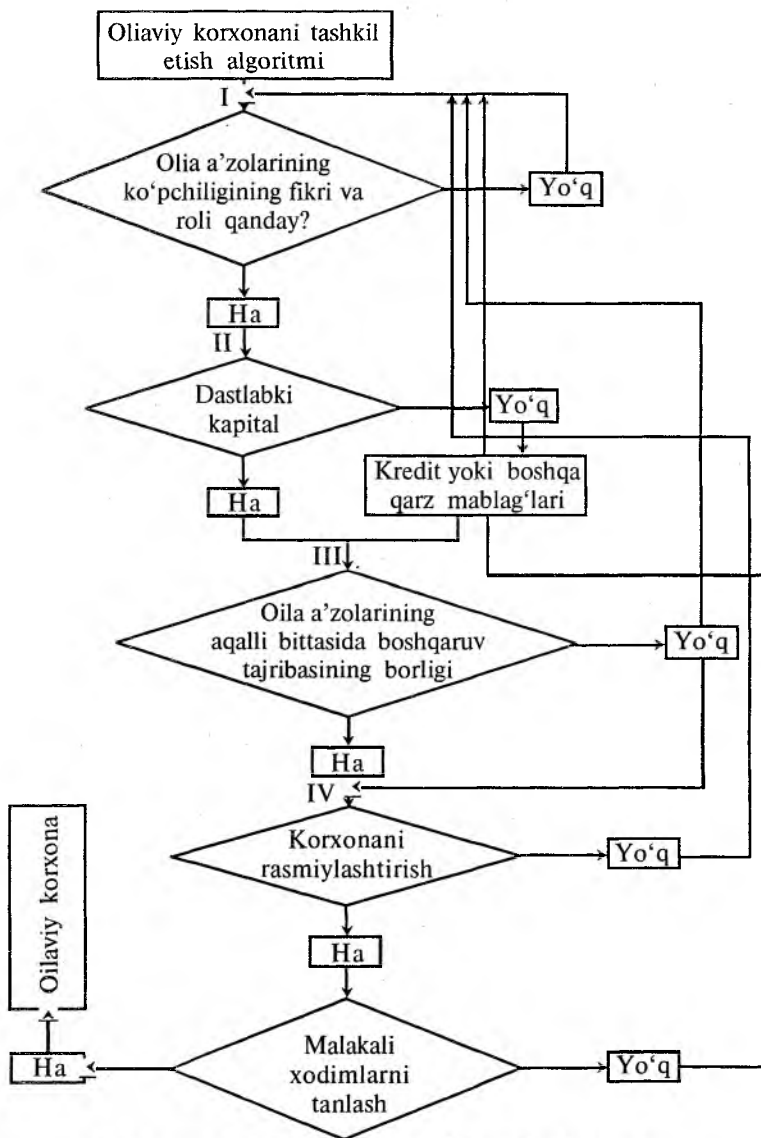 Oliaviy korxonani tashkil
etish algoritmi
I
Olia a’zolarining
ko‘pchiligining fikri va
roli qanday?
Yo‘q
Ha
II
Dastlabki
kapital
Yo‘q
Ha
Kredit yoki boshqa
qarz mablag‘lari
III
Oila a’zolarining
aqalli bittasida boshqaruv
tajribasining borligi
Yo‘q
Ha
IV
Korxonani
rasmiylashtirish
Yo‘q
Ha
Oilaviy korxona
Malakali
xodimlarni
tanlash
Ha
Yo‘q